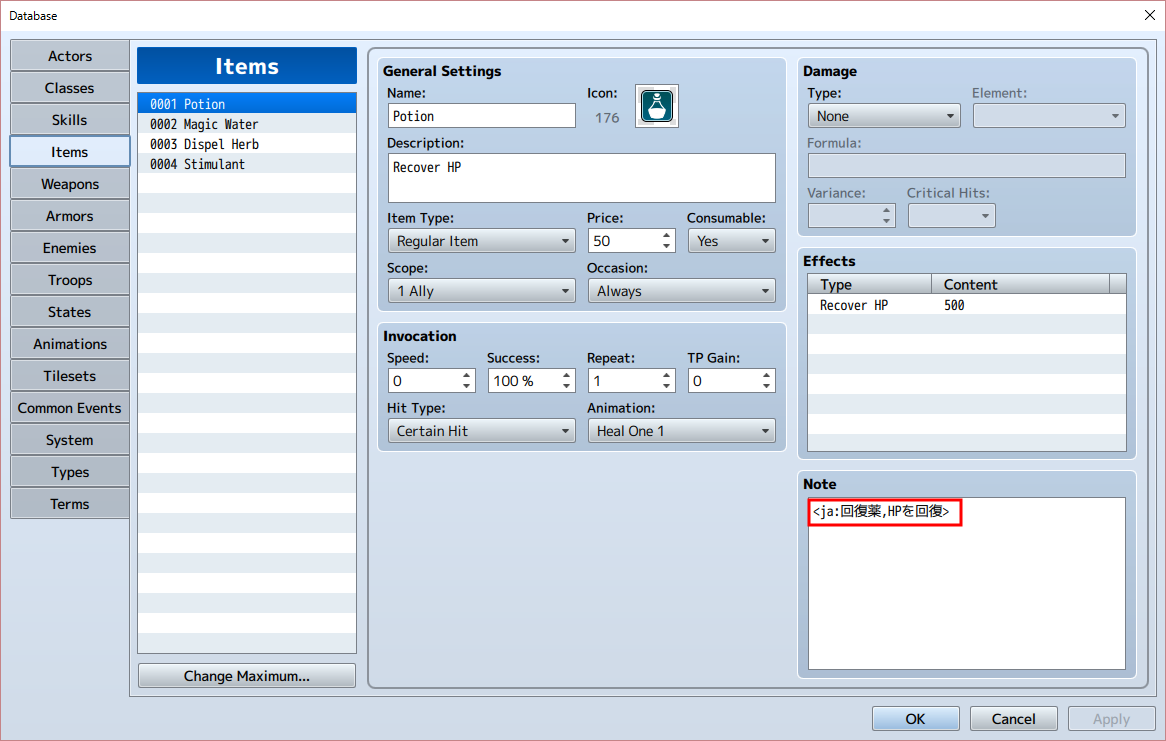 Database
Actors
Classes
Skills
Items
Weapons
Armors
Enemies
Troops
States
Animations
Tilesets
Common Events
System
Types
Terms
Items
0001 Potion
0002 Magic Water
0003 Dispel Herb
0004 Stimulant
Change Maximum...
General Settings
Name:
Icon:
Potion
176
Description:
Recover HP
Item Type:
Price:
Consumable:
Regular Item
50
Yes
Scope:
Occasion:
1 Ally
Always
Invocation
Speed:
Success:
Repeat:
TP Gain:
0
100 %
1
0
Hit Type:
Animation:
Certain Hit
Heal One 1
Damage
Type:
Element:
None
Formula:
Variance:
Critical Hits:
Effects
Type
Content
Recover HP
500
Note
<ja:回復薬,HPを回復>
OK
Cancel
Apply